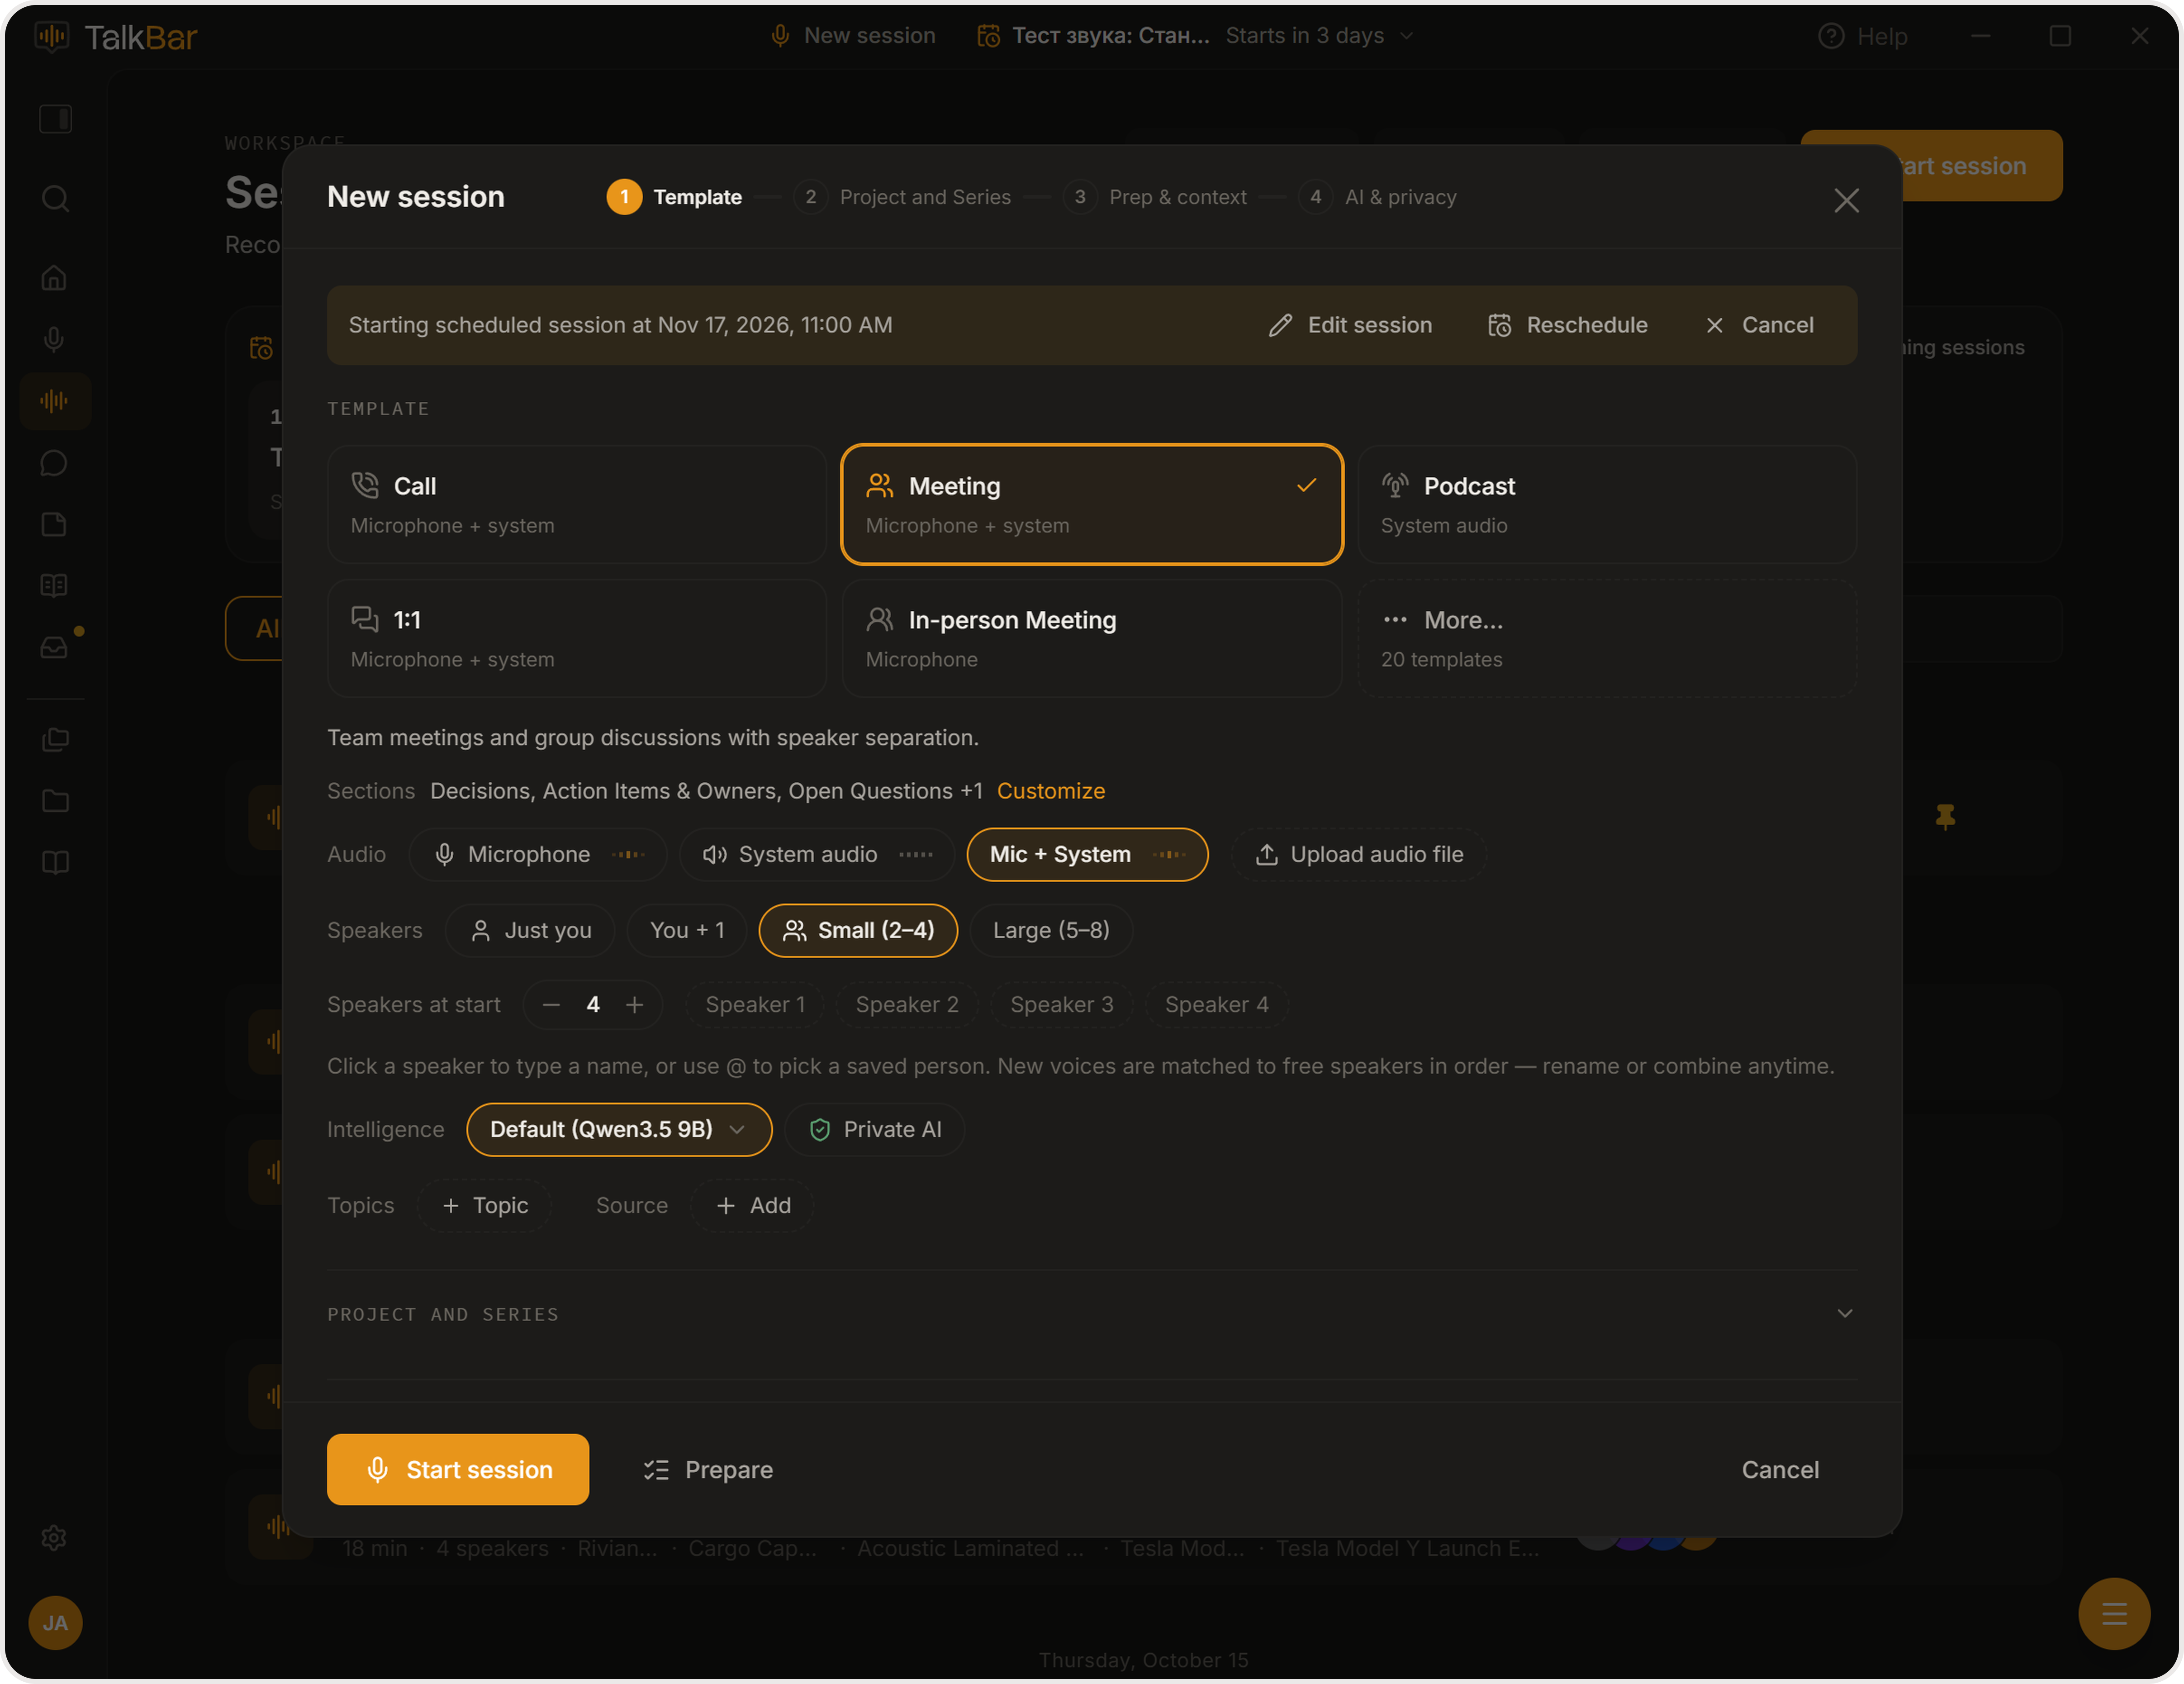 TalkBar
New session
Тест звука: Стан... Starts in 3 days
Help
WORKSPACE
Reco
art session
ing sessions
New session
1 Template
2 Project and Series
3 Prep & context
4 AI & privacy
Starting scheduled session at Nov 17, 2026, 11:00 AM
Edit session
Reschedule
Cancel
TEMPLATE
Call
Microphone + system
Meeting
Microphone + system
Podcast
System audio
1:1
Microphone + system
In-person Meeting
Microphone
More...
20 templates
Team meetings and group discussions with speaker separation.
Sections Decisions, Action Items & Owners, Open Questions +1 Customize
Audio Microphone System audio Mic + System Upload audio file
Speakers Just you You + 1 Small (2–4) Large (5–8)
Speakers at start − 4 + Speaker 1 Speaker 2 Speaker 3 Speaker 4
Click a speaker to type a name, or use @ to pick a saved person. New voices are matched to free speakers in order — rename or combine anytime.
Intelligence Default (Qwen3.5 9B) Private AI
Topics + Topic Source + Add
PROJECT AND SERIES
Start session
Prepare
Cancel
18 min · 4 speakers · Rivian... · Cargo Cap... · Acoustic Laminated ... · Tesla Mod... · Tesla Model Y Launch E...
JA
Thursday, October 15